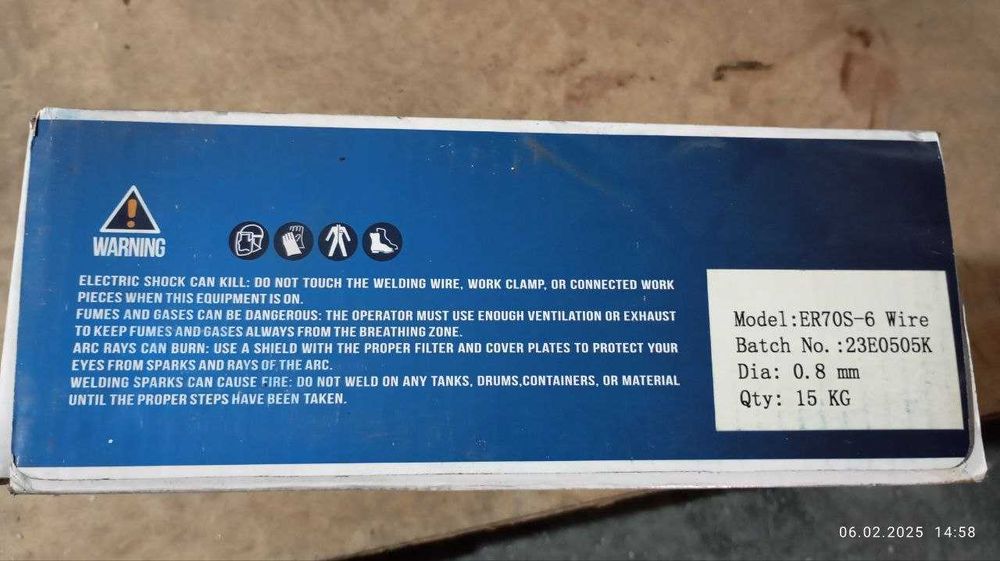 WARNING
ELECTRIC SHOCK CAN KILL: DO NOT TOUCH THE WELDING WIRE, WORK CLAMP, OR CONNECTED WORK
PIECES WHEN THIS EQUIPMENT IS ON.
FUMES AND GASES CAN BE DANGEROUS: THE OPERATOR MUST USE ENOUGH VENTILATION OR EXHAUST
TO KEEP FUMES AND GASES ALWAYS FROM THE BREATHING ZONE.
ARC RAYS CAN BURN: USE A SHIELD WITH THE PROPER FILTER AND COVER PLATES TO PROTECT YOUR
EYES FROM SPARKS AND RAYS OF THE ARC.
WELDING SPARKS CAN CAUSE FIRE: DO NOT WELD ON ANY TANKS, DRUMS,CONTAINERS, OR MATERIAL
UNTIL THE PROPER STEPS HAVE BEEN TAKEN.
Model:ER70S-6 Wire
Batch No.:23E0505K
Dia: 0.8 mm
Qty: 15 KG
06.02.2025 14:58